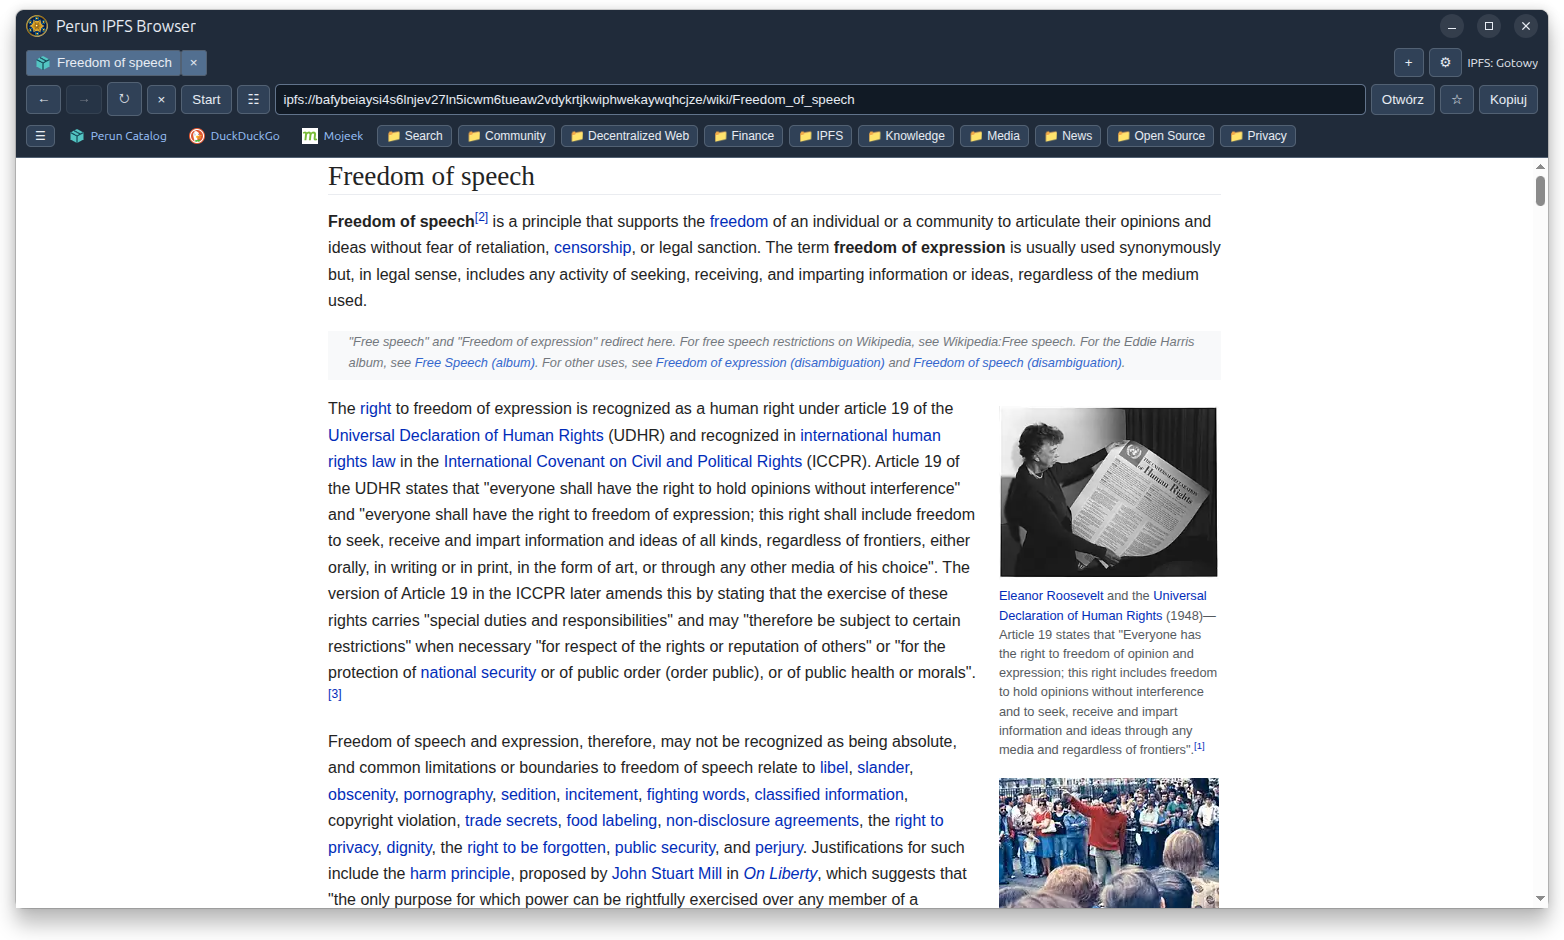 Perun IPFS Browser
Freedom of speech ×
+ ⚙ IPFS: Gotowy
← → ↻ × Start ☷ ipfs://bafybeiaysi4s6lnjev27ln5icwm6tueaw2vdykrtjkwiphwekaywqhcjze/wiki/Freedom_of_speech Otwórz ☆ Kopiuj
☰ Perun Catalog DuckDuckGo m Mojeek Search Community Decentralized Web Finance IPFS Knowledge Media News Open Source Privacy
Freedom of speech
Freedom of speech[2] is a principle that supports the freedom of an individual or a community to articulate their opinions and
ideas without fear of retaliation, censorship, or legal sanction. The term freedom of expression is usually used synonymously
but, in legal sense, includes any activity of seeking, receiving, and imparting information or ideas, regardless of the medium
used.
"Free speech" and "Freedom of expression" redirect here. For free speech restrictions on Wikipedia, see Wikipedia:Free speech. For the Eddie Harris
album, see Free Speech (album). For other uses, see Freedom of expression (disambiguation) and Freedom of speech (disambiguation).
The right to freedom of expression is recognized as a human right under article 19 of the
Universal Declaration of Human Rights (UDHR) and recognized in international human
rights law in the International Covenant on Civil and Political Rights (ICCPR). Article 19 of
the UDHR states that "everyone shall have the right to hold opinions without interference"
and "everyone shall have the right to freedom of expression; this right shall include freedom
to seek, receive and impart information and ideas of all kinds, regardless of frontiers, either
orally, in writing or in print, in the form of art, or through any other media of his choice". The
version of Article 19 in the ICCPR later amends this by stating that the exercise of these
rights carries "special duties and responsibilities" and may "therefore be subject to certain
restrictions" when necessary "for respect of the rights or reputation of others" or "for the
protection of national security or of public order (order public), or of public health or morals".
[3]
Freedom of speech and expression, therefore, may not be recognized as being absolute,
and common limitations or boundaries to freedom of speech relate to libel, slander,
obscenity, pornography, sedition, incitement, fighting words, classified information,
copyright violation, trade secrets, food labeling, non-disclosure agreements, the right to
privacy, dignity, the right to be forgotten, public security, and perjury. Justifications for such
include the harm principle, proposed by John Stuart Mill in On Liberty, which suggests that
"the only purpose for which power can be rightfully exercised over any member of a
Human Rights
Eleanor Roosevelt and the Universal
Declaration of Human Rights (1948)—
Article 19 states that "Everyone has
the right to freedom of opinion and
expression; this right includes freedom
to hold opinions without interference
and to seek, receive and impart
information and ideas through any
media and regardless of frontiers".[1]